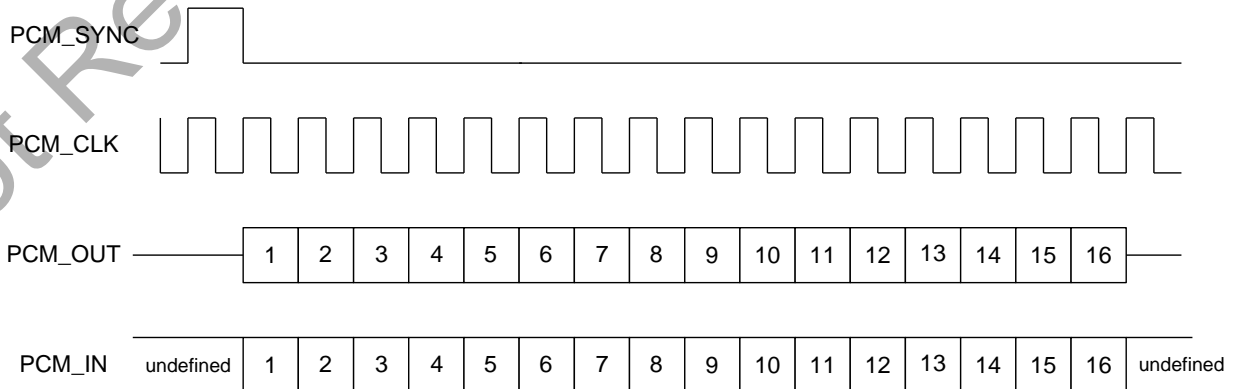 PCM_SYNC
PCM_CLK
PCM_OUT 1 2 3 4 5 6 7 8 9 10 11 12 13 14 15 16
PCM_IN undefined 1 2 3 4 5 6 7 8 9 10 11 12 13 14 15 16 undefined